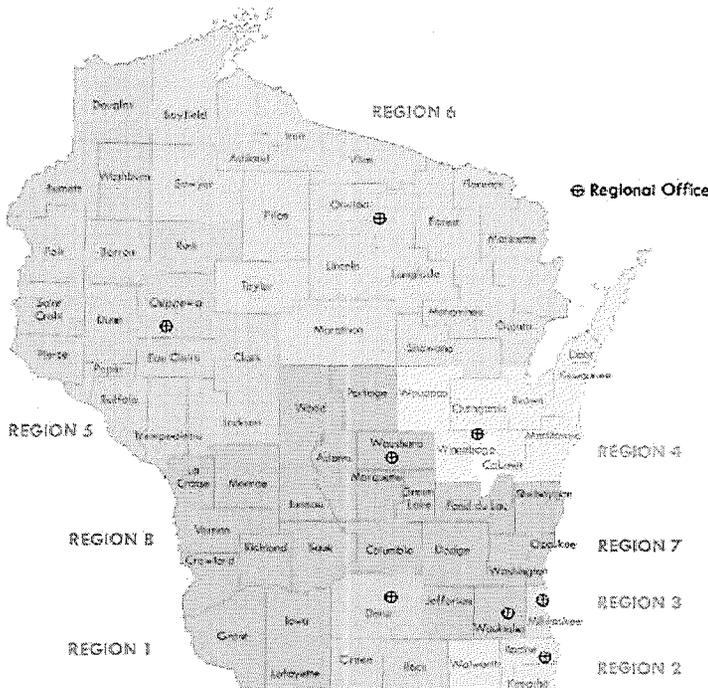 REGION 6
Douglas
Bayfield
Iron
Ashland
Vilas
Washburn
Sawyer
Florence
Burnett
Price
Oneida
Forest
⊕ Regional Office
Marinette
Polk
Barron
Rusk
Lincoln
Langlade
Taylor
Saint
Croix
Dunn
Chippewa
Marathon
Menominee
Oconto
Pierce
Eau Claire
Clark
Shawano
Door
Pepin
Kewaunee
Buffalo
Wood
Portage
Waupaca
Outagamie
Brown
REGION 5
Trempealeau
Jackson
Waushara
Winnebago
Manitowoc
REGION 4
Adams
Calumet
La
Crosse
Monroe
Juneau
Marquette
Green
Lake
Fond du Lac
Sheboygan
Vernon
REGION 8
Richland
Sauk
Columbia
Dodge
Ozaukee
REGION 7
Crawford
Washington
Dane
Jefferson
REGION 3
Grant
Iowa
Waukesha
Milwaukee
REGION 1
Lafayette
Green
Rock
Walworth
Racine
REGION 2
Kenosha